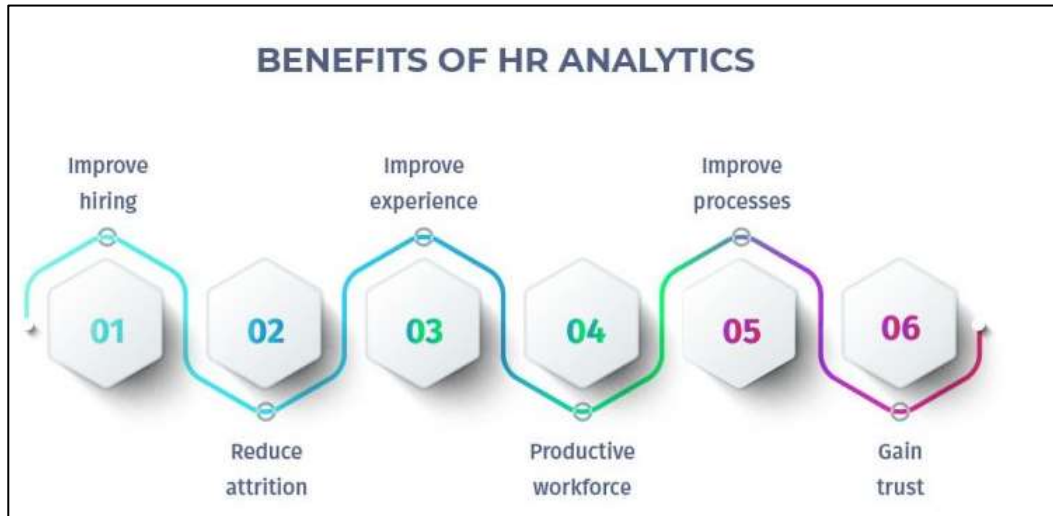 BENEFITS OF HR ANALYTICS
Improve
hiring
01
02
Reduce
attrition
Improve
experience
03
04
Productive
workforce
Improve
processes
05
06
Gain
trust